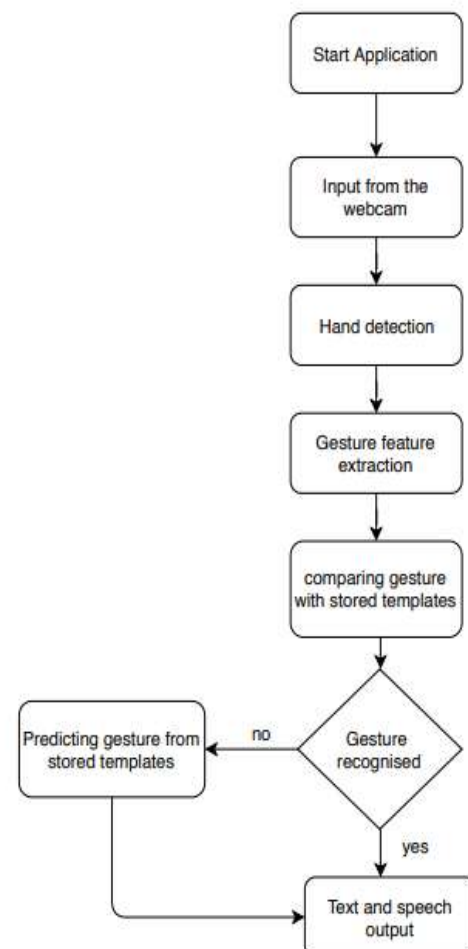 Start Application
Input from the
webcam
Hand detection
Gesture feature
extraction
comparing gesture
with stored templates
Gesture
recognised
no
Predicting gesture from
stored templates
yes
Text and speech
output